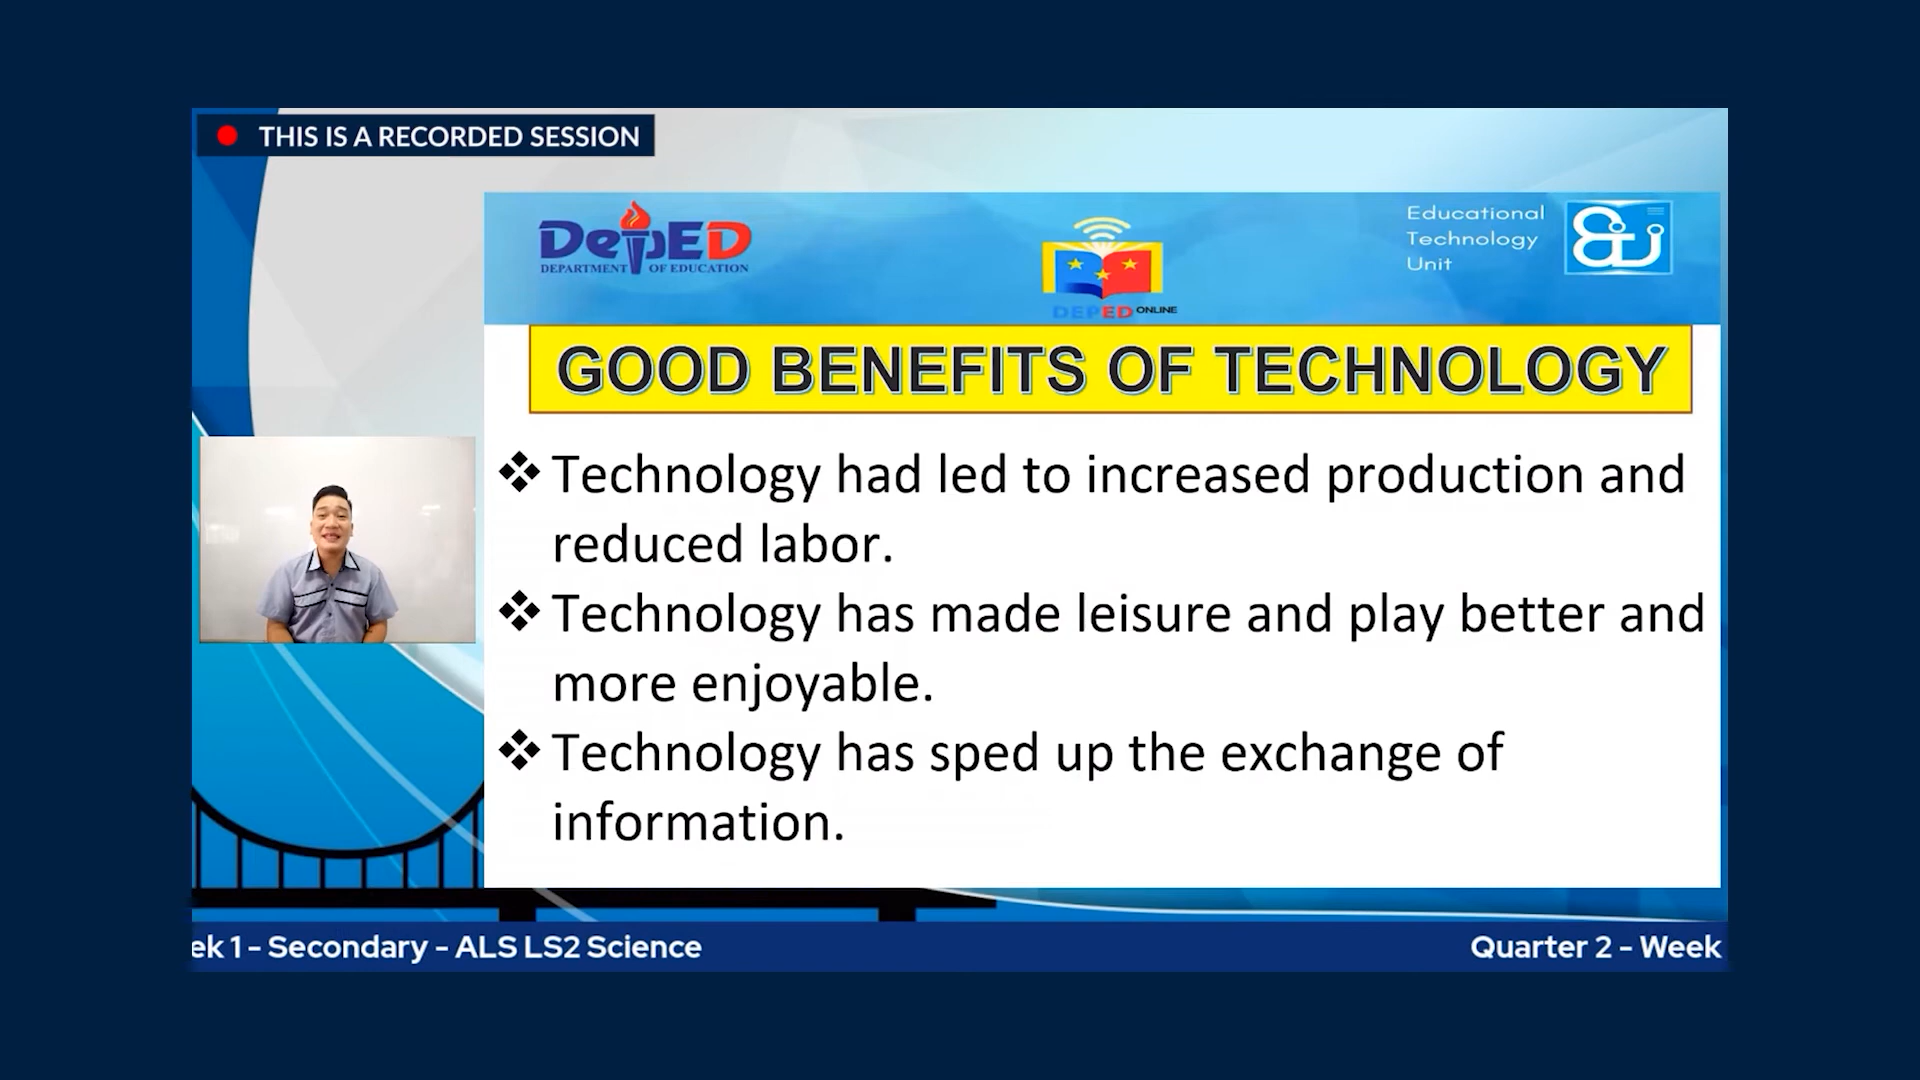 THIS IS A RECORDED SESSION
DepED
DEPARTMENT OF EDUCATION
DEPED ONLINE
Educational
Technology
Unit
GOOD BENEFITS OF TECHNOLOGY
❖ Technology had led to increased production and
reduced labor.
❖ Technology has made leisure and play better and
more enjoyable.
❖ Technology has sped up the exchange of
information.
ek 1 - Secondary - ALS LS2 Science
Quarter 2 - Week